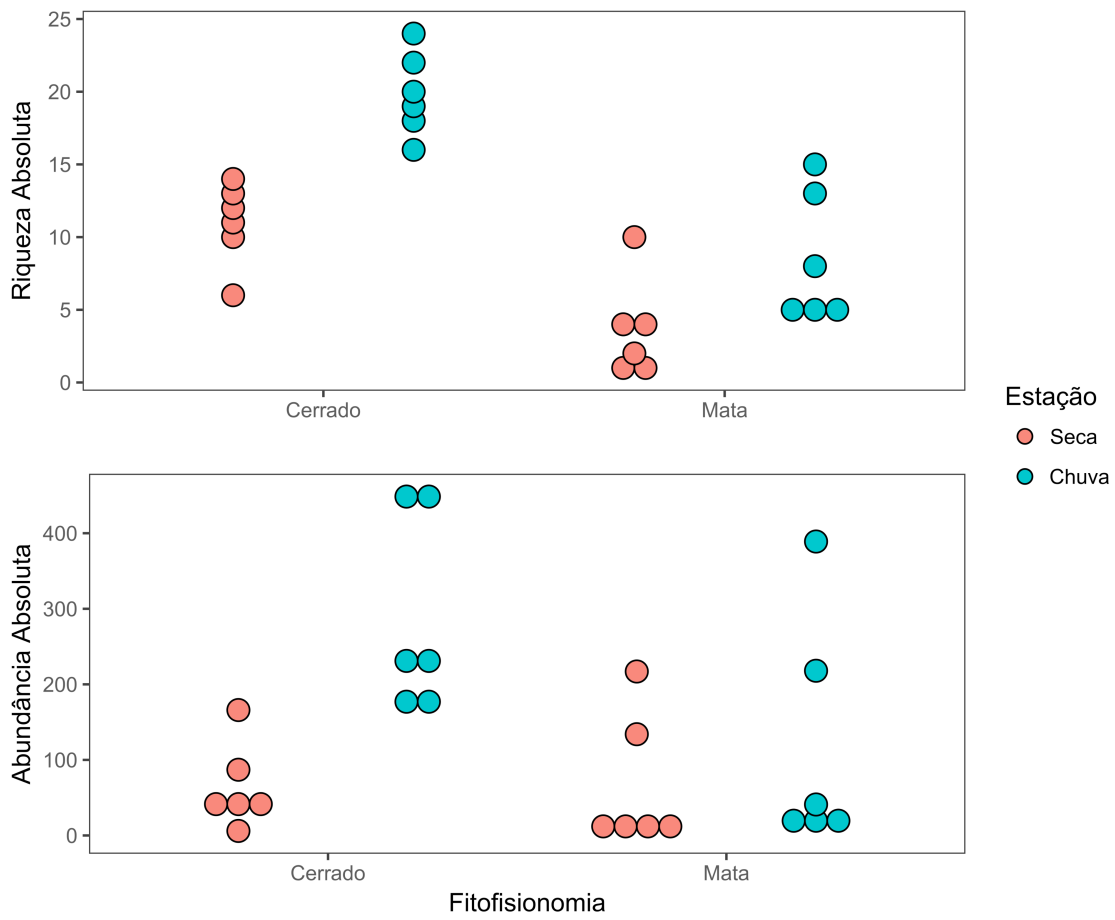 Riqueza Absoluta
25
20
15
10
5
0
Cerrado
Mata
Estação
Seca
Chuva
Abundância Absoluta
400
300
200
100
0
Cerrado
Mata
Fitofisionomia